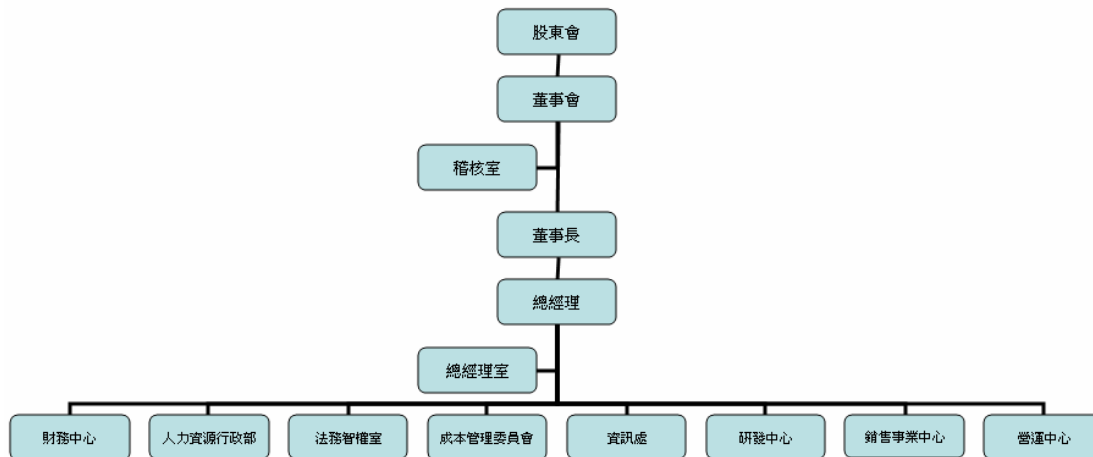 股東會
董事會
稽核室
董事長
總經理
總經理室
財務中心
人力資源行政部
法務智權室
成本管理委員會
資訊處
研發中心
銷售事業中心
營運中心